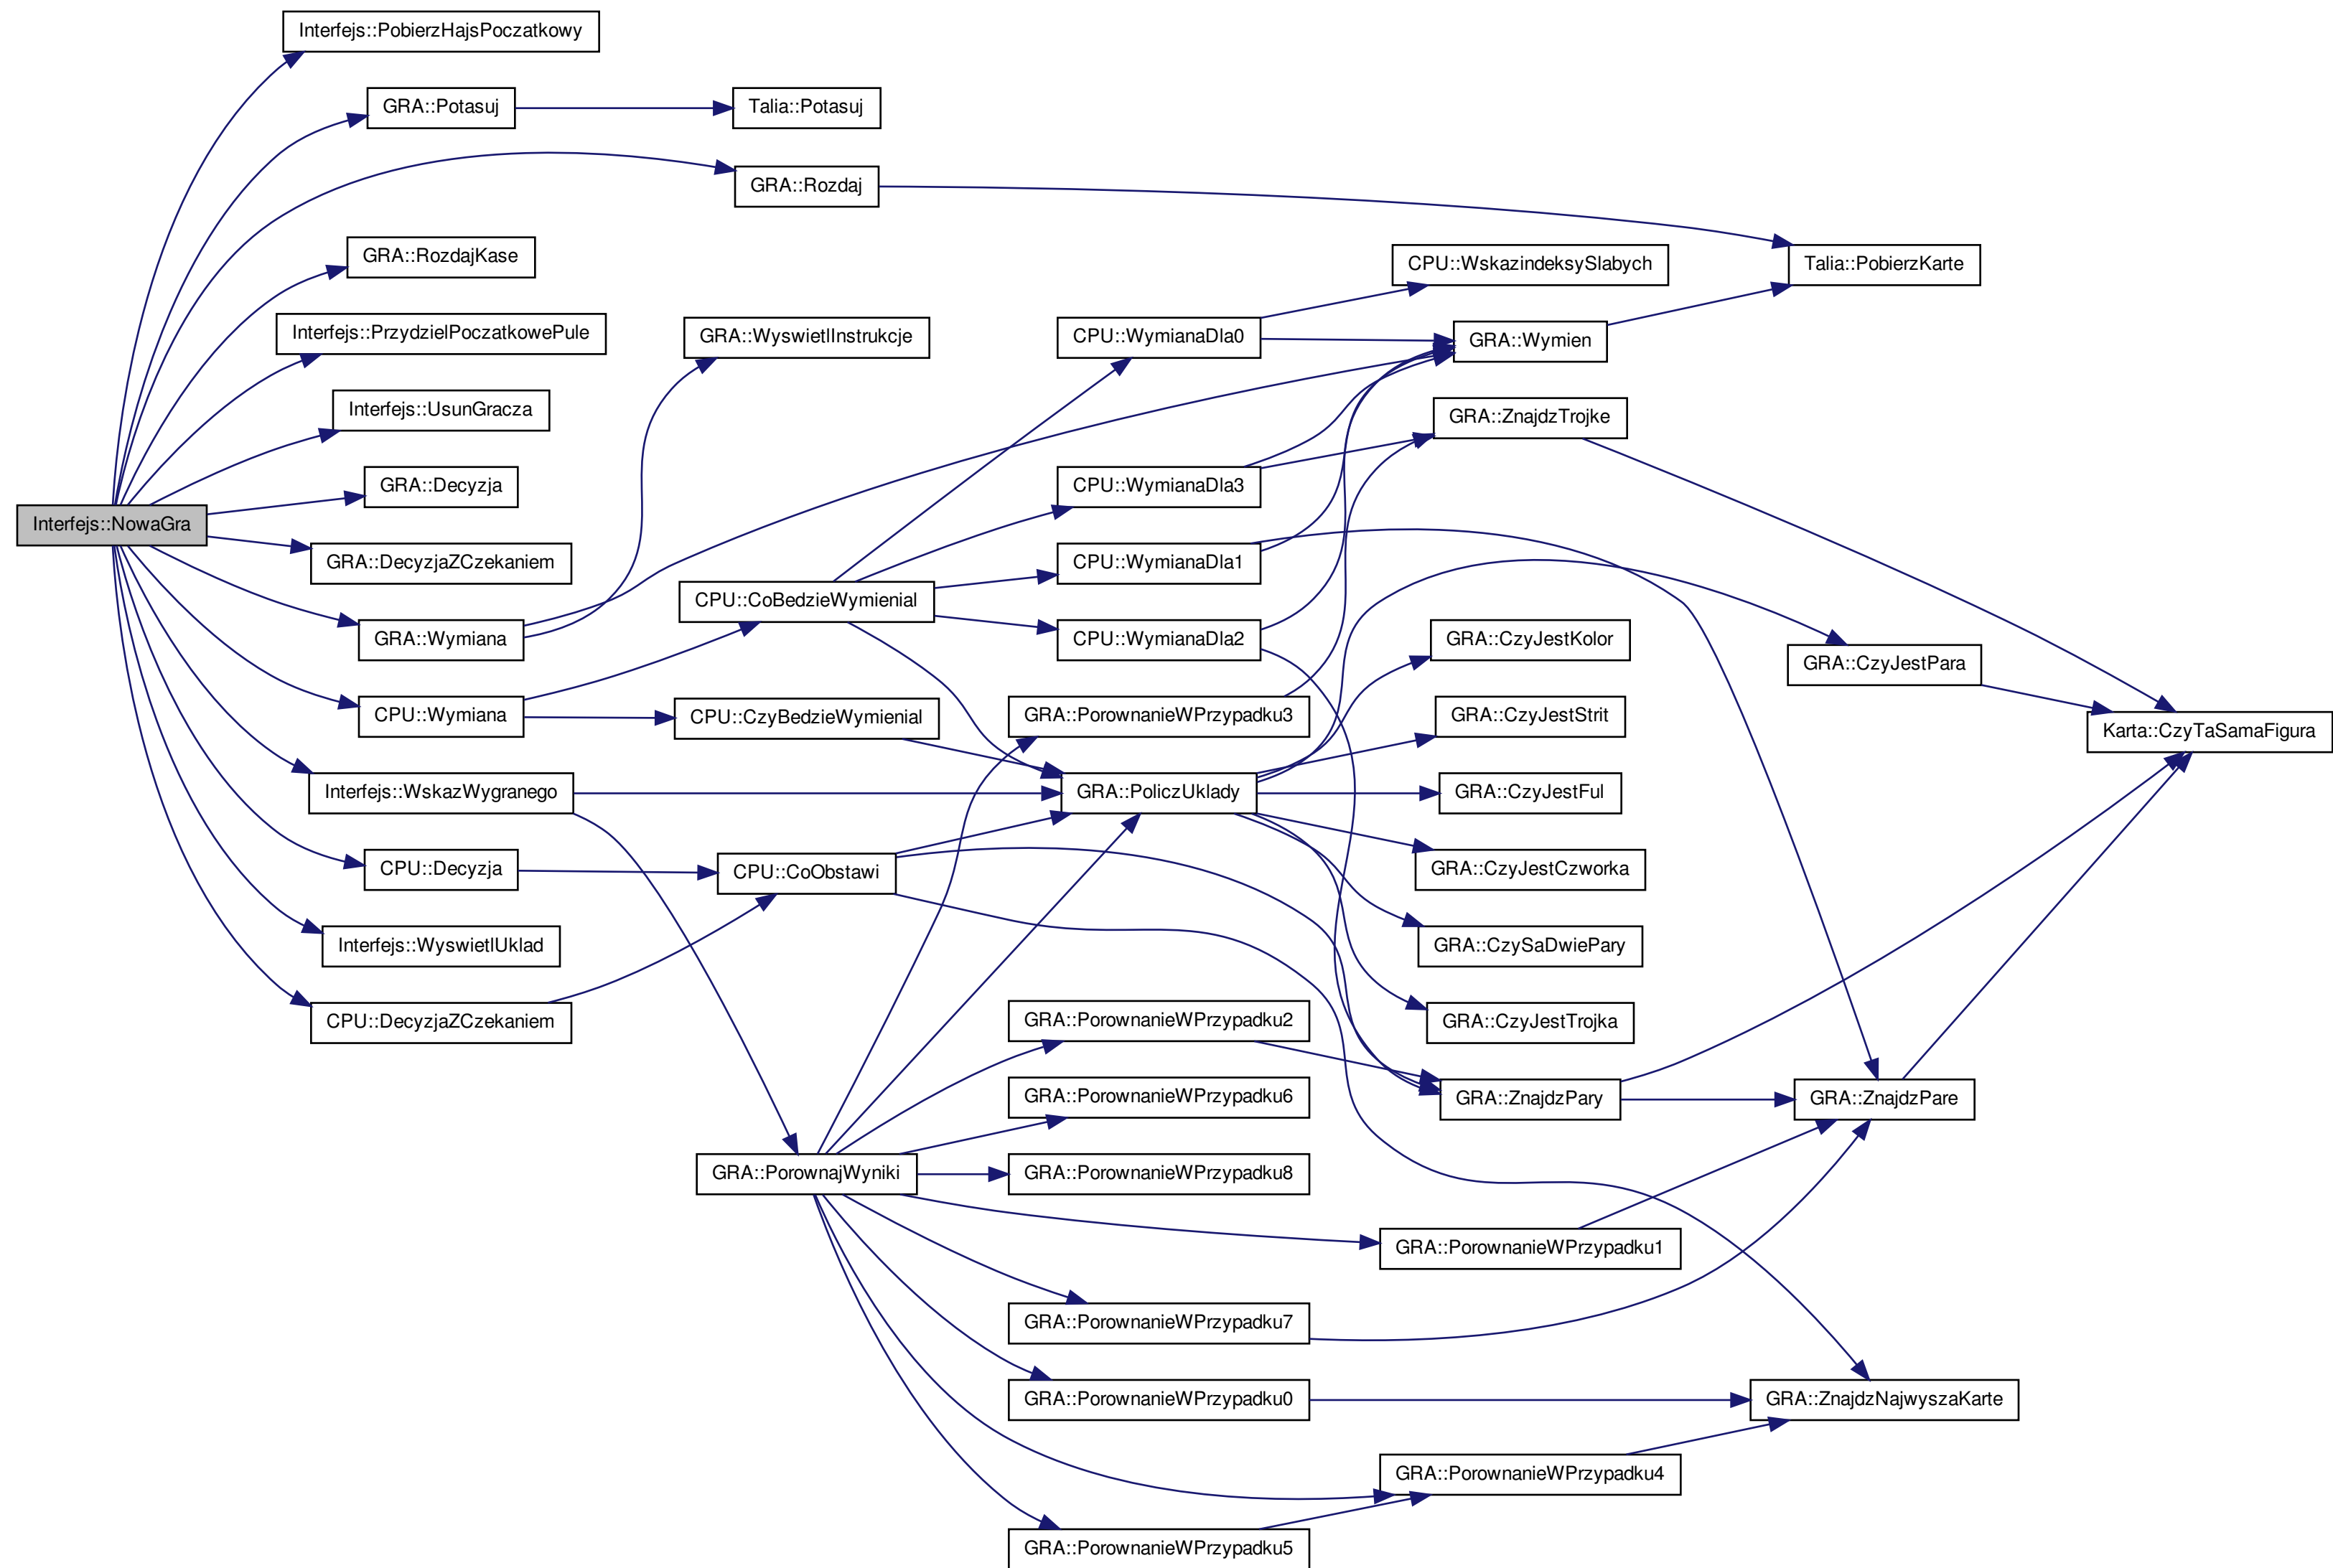 Interfejs::PobierzHajsPoczatkowy
GRA::Potasuj
Talia::Potasuj
GRA::Rozdaj
GRA::RozdajKase
CPU::WskazindeksySlabych
Talia::PobierzKarte
Interfejs::PrzydzielPoczatkowePule
GRA::WyswietlInstrukcje
CPU::WymianaDla0
GRA::Wymien
Interfejs::UsunGracza
GRA::ZnajdzTrojke
GRA::Decyzja
CPU::WymianaDla3
Interfejs::NowaGra
GRA::DecyzjaZCzekaniem
CPU::WymianaDla1
CPU::CoBedzieWymienial
GRA::Wymiana
CPU::WymianaDla2
GRA::CzyJestKolor
GRA::CzyJestPara
CPU::Wymiana
CPU::CzyBedzieWymienial
GRA::PorownanieWPrzypadku3
GRA::CzyJestStrit
Karta::CzyTaSamaFigura
Interfejs::WskazWygranego
GRA::PoliczUklady
GRA::CzyJestFul
CPU::Decyzja
CPU::CoObstawi
GRA::CzyJestCzworka
Interfejs::WyswietlUklad
GRA::CzySaDwiePary
CPU::DecyzjaZCzekaniem
GRA::PorownanieWPrzypadku2
GRA::CzyJestTrojka
GRA::PorownanieWPrzypadku6
GRA::ZnajdzPary
GRA::ZnajdzPare
GRA::PorownajWyniki
GRA::PorownanieWPrzypadku8
GRA::PorownanieWPrzypadku1
GRA::PorownanieWPrzypadku7
GRA::PorownanieWPrzypadku0
GRA::ZnajdzNajwyszaKarte
GRA::PorownanieWPrzypadku4
GRA::PorownanieWPrzypadku5